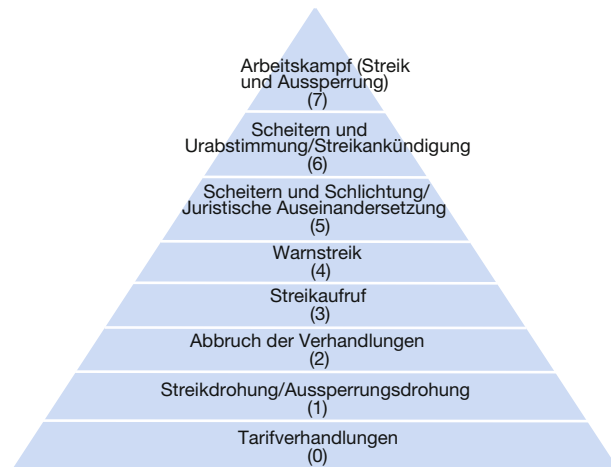 Arbeitskampf (Streik
und Aussperrung)
(7)
Scheitern und
Urabstimmung/Streikankündigung
(6)
Scheitern und Schlichtung/
Juristische Auseinandersetzung
(5)
Warnstreik
(4)
Streikaufruf
(3)
Abbruch der Verhandlungen
(2)
Streikdrohung/Aussperrungsdrohung
(1)
Tarifverhandlungen
(0)